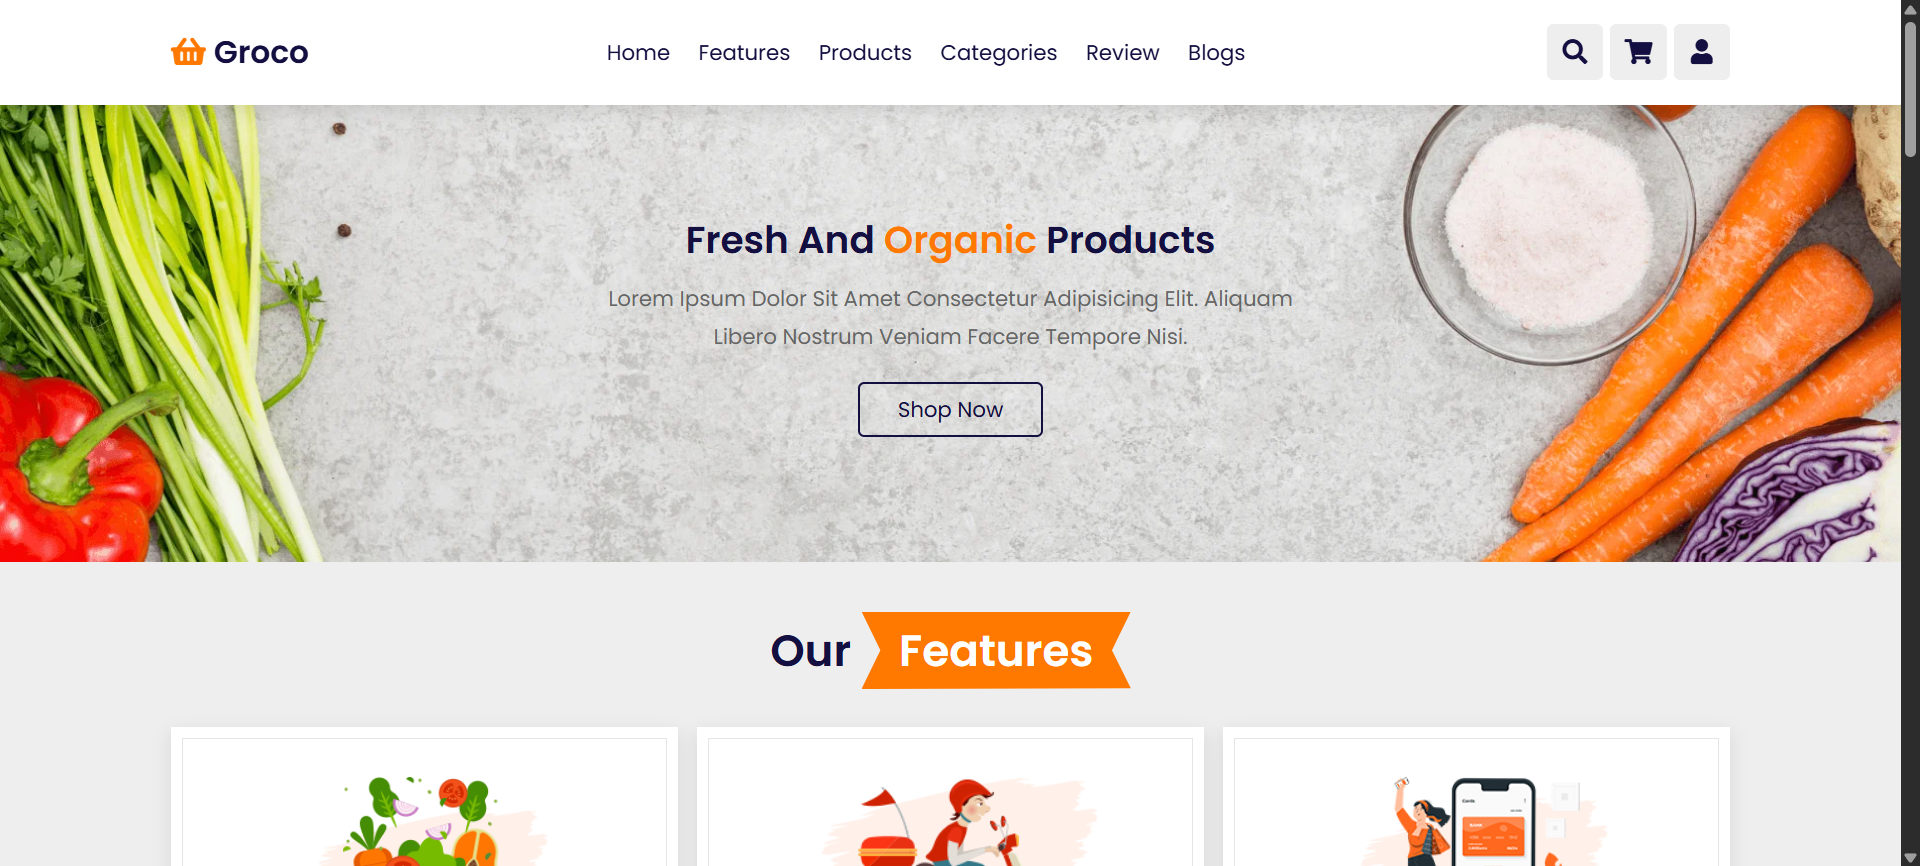 Groco
Home Features Products Categories Review Blogs
Fresh And Organic Products
Lorem Ipsum Dolor Sit Amet Consectetur Adipisicing Elit. Aliquam
Libero Nostrum Veniam Facere Tempore Nisi.
Shop Now
Our Features
Cards